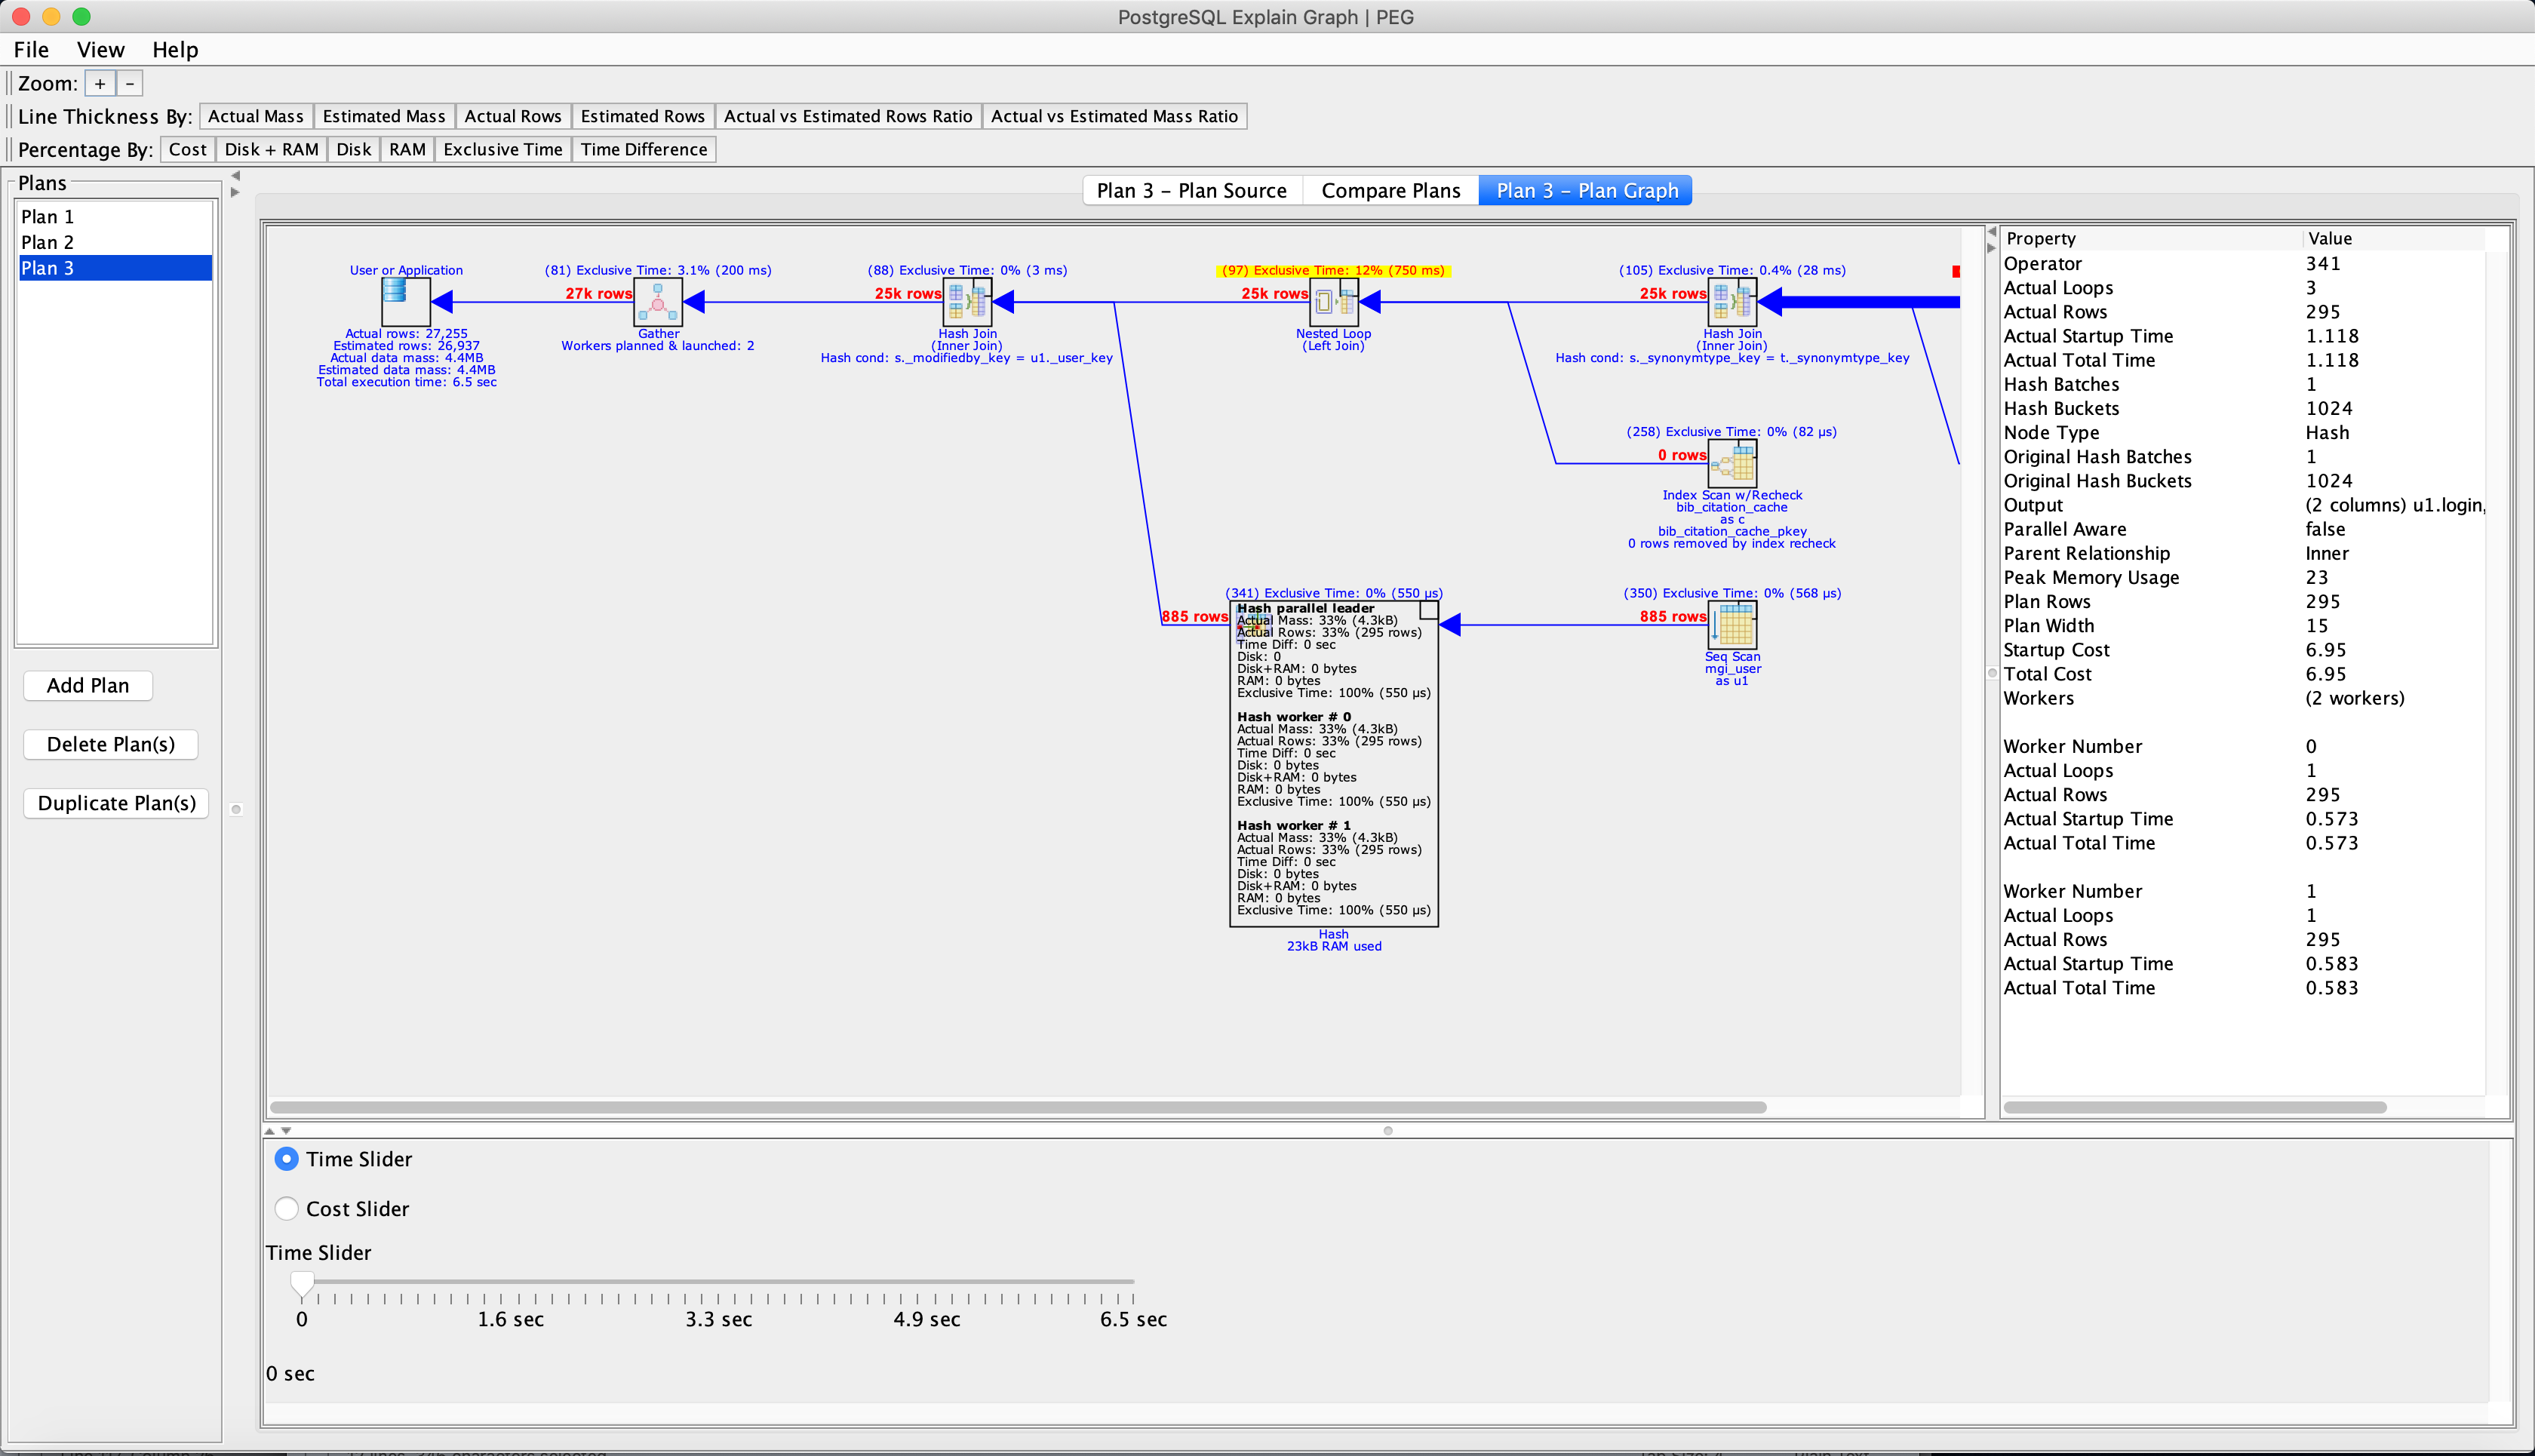 PostgreSQL Explain Graph | PEG
File View Help
Zoom: + -
Line Thickness By: Actual Mass Estimated Mass Actual Rows Estimated Rows Actual vs Estimated Rows Ratio Actual vs Estimated Mass Ratio
Percentage By: Cost Disk + RAM Disk RAM Exclusive Time Time Difference
Plans
Plan 1
Plan 2
Plan 3
Add Plan
Delete Plan(s)
Duplicate Plan(s)
Plan 3 – Plan Source Compare Plans Plan 3 – Plan Graph
User or Application
Actual rows: 27,255
Estimated rows: 26,937
Actual data mass: 4.4MB
Estimated data mass: 4.4MB
Total execution time: 6.5 sec
(81) Exclusive Time: 3.1% (200 ms)
27k rows
Gather
Workers planned & launched: 2
(88) Exclusive Time: 0% (3 ms)
25k rows
Hash Join
(Inner Join)
Hash cond: s._modifiedby_key = u1._user_key
(97) Exclusive Time: 12% (750 ms)
25k rows
Nested Loop
(Left Join)
(105) Exclusive Time: 0.4% (28 ms)
25k rows
Hash Join
(Inner Join)
Hash cond: s._synonymtype_key = t._synonymtype_key
(258) Exclusive Time: 0% (82 µs)
0 rows
Index Scan w/Recheck
bib_citation_cache
as c
bib_citation_cache_pkey
0 rows removed by index recheck
(341) Exclusive Time: 0% (550 µs)
885 rows
Hash parallel leader
Actual Mass: 33% (4.3kB)
Actual Rows: 33% (295 rows)
Time Diff: 0 sec
Disk: 0
Disk+RAM: 0 bytes
RAM: 0 bytes
Exclusive Time: 100% (550 µs)
Hash worker # 0
Actual Mass: 33% (4.3kB)
Actual Rows: 33% (295 rows)
Time Diff: 0 sec
Disk: 0 bytes
Disk+RAM: 0 bytes
RAM: 0 bytes
Exclusive Time: 100% (550 µs)
Hash worker # 1
Actual Mass: 33% (4.3kB)
Actual Rows: 33% (295 rows)
Time Diff: 0 sec
Disk: 0 bytes
Disk+RAM: 0 bytes
RAM: 0 bytes
Exclusive Time: 100% (550 µs)
Hash
23kB RAM used
(350) Exclusive Time: 0% (568 µs)
885 rows
Seq Scan
mgi_user
as u1
Property Value
Operator 341
Actual Loops 3
Actual Rows 295
Actual Startup Time 1.118
Actual Total Time 1.118
Hash Batches 1
Hash Buckets 1024
Node Type Hash
Original Hash Batches 1
Original Hash Buckets 1024
Output (2 columns) u1.login,
Parallel Aware false
Parent Relationship Inner
Peak Memory Usage 23
Plan Rows 295
Plan Width 15
Startup Cost 6.95
Total Cost 6.95
Workers (2 workers)
Worker Number 0
Actual Loops 1
Actual Rows 295
Actual Startup Time 0.573
Actual Total Time 0.573
Worker Number 1
Actual Loops 1
Actual Rows 295
Actual Startup Time 0.583
Actual Total Time 0.583
Time Slider
Cost Slider
Time Slider
0 1.6 sec 3.3 sec 4.9 sec 6.5 sec
0 sec